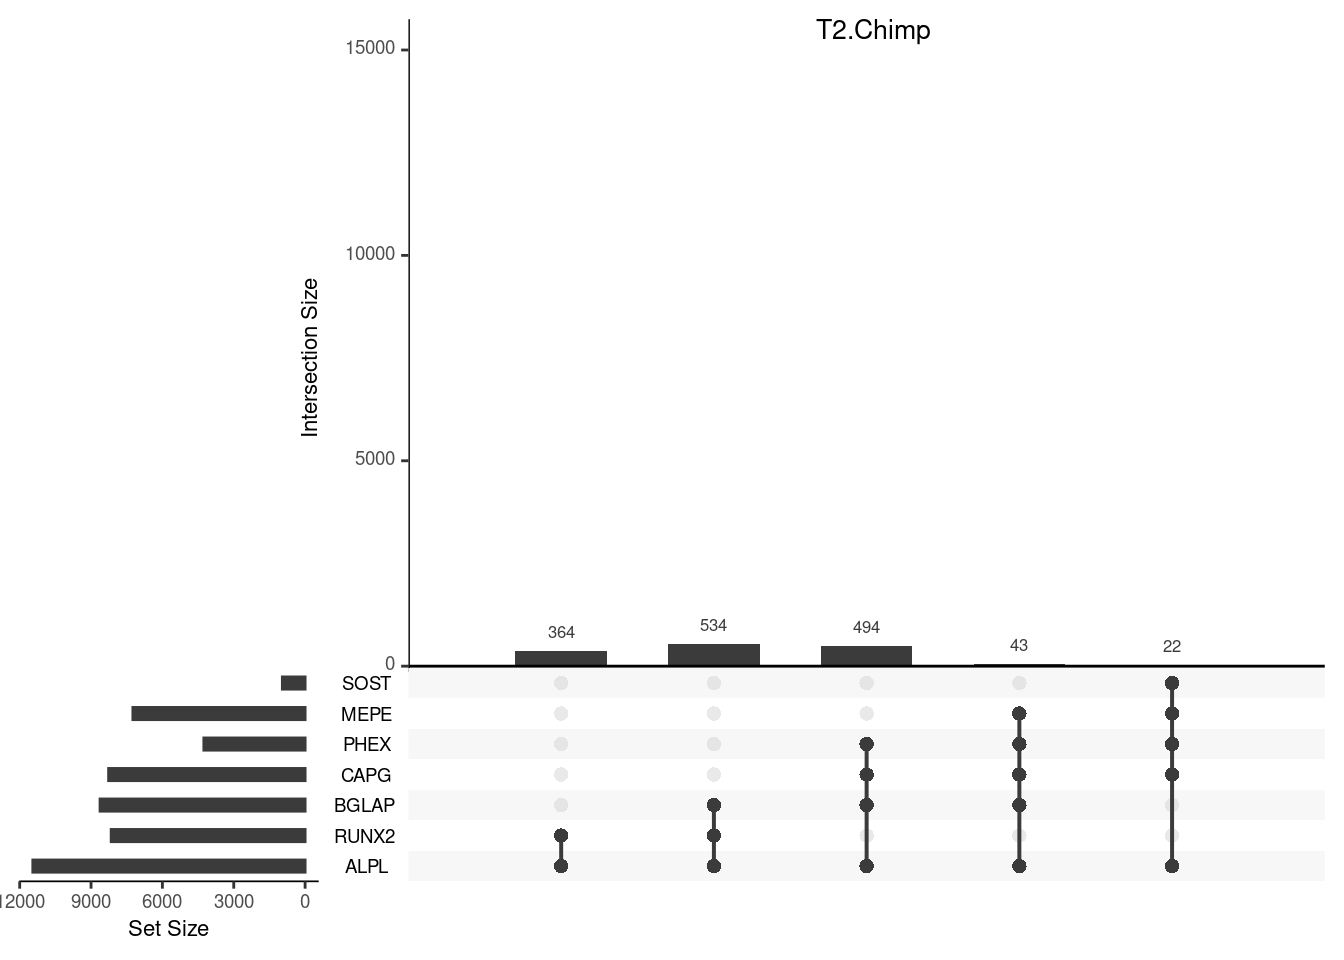 T2.Chimp
15000
10000
5000
0
Intersection Size
364
534
494
43
22
SOST
MEPE
PHEX
CAPG
BGLAP
RUNX2
ALPL
12000 9000 6000 3000 0
Set Size